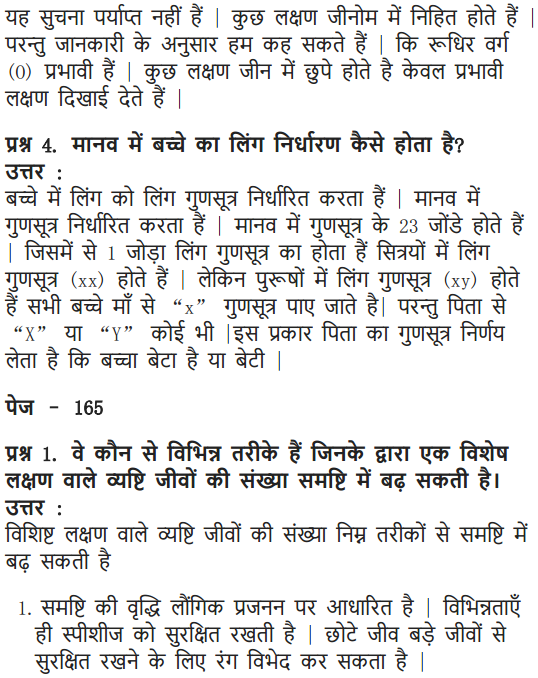 यह सुचना पर्याप्त नहीं हैं | कुछ लक्षण जीनोम में निहित होते हैं |
परन्तु जानकारी के अनुसार हम कह सकते हैं | कि रूधिर वर्ग
(O) प्रभावी हैं | कुछ लक्षण जीन में छुपे होते है केवल प्रभावी
लक्षण दिखाई देते हैं |
प्रश्न 4. मानव में बच्चे का लिंग निर्धारण कैसे होता है?
उत्तर :
बच्चे में लिंग को लिंग गुणसूत्र निर्धारित करता हैं | मानव में
गुणसूत्र निर्धारित करता हैं | मानव में गुणसूत्र के 23 जोंडे होते हैं
| जिसमें से 1 जोड़ा लिंग गुणसूत्र का होता हैं सित्रयों में लिंग
गुणसूत्र (xx) होते हैं | लेकिन पुरूषों में लिंग गुणसूत्र (xy) होते
हैं सभी बच्चे माँ से “x” गुणसूत्र पाए जाते है| परन्तु पिता से
“X” या “Y” कोई भी |इस प्रकार पिता का गुणसूत्र निर्णय
लेता है कि बच्चा बेटा है या बेटी |
पेज - 165
प्रश्न 1. वे कौन से विभिन्न तरीके हैं जिनके द्वारा एक विशेष
लक्षण वाले व्यष्टि जीवों की संख्या समष्टि में बढ़ सकती है।
उत्तर :
विशिष्ट लक्षण वाले व्यष्टि जीवों की संख्या निम्न तरीकों से समष्टि में
बढ़ सकती है
1. समष्टि की वृद्धि लौंगिक प्रजनन पर आधारित है | विभिन्नताएँ
ही स्पीशीज को सुरक्षित रखती है | छोटे जीव बड़े जीवों से
सुरक्षित रखने के लिए रंग विभेद कर सकता है |